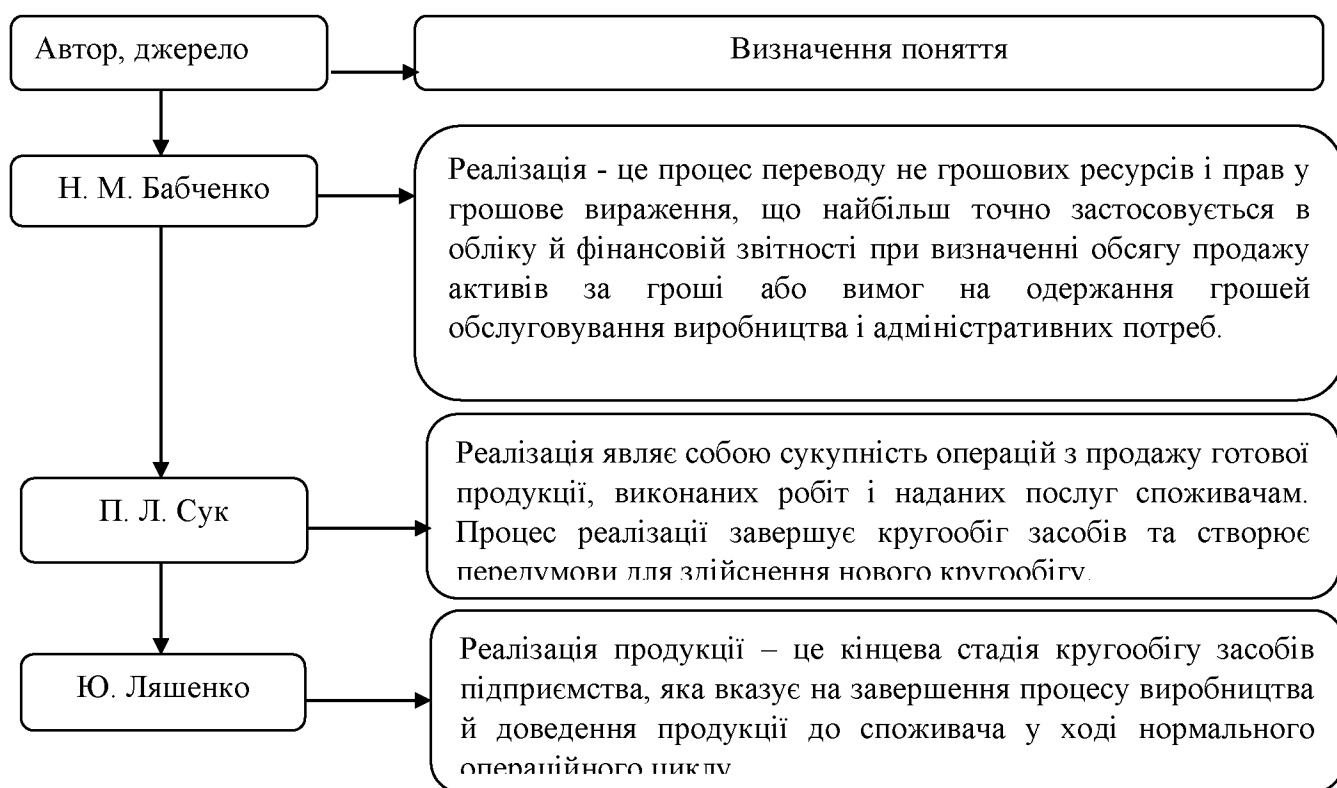 Автор, джерело
Визначення поняття
Н. М. Бабченко
Реалізація - це процес переводу не грошових ресурсів і прав у
грошове вираження, що найбільш точно застосовується в
обліку й фінансовій звітності при визначенні обсягу продажу
активів за гроші або вимог на одержання грошей
обслуговування виробництва і адміністративних потреб.
П. Л. Сук
Реалізація являє собою сукупність операцій з продажу готової
продукції, виконаних робіт і наданих послуг споживачам.
Процес реалізації завершує кругообіг засобів та створює
передумови для здійснення нового кругообігу.
Ю. Ляшенко
Реалізація продукції – це кінцева стадія кругообігу засобів
підприємства, яка вказує на завершення процесу виробництва
й доведення продукції до споживача у ході нормального
операційного циклу